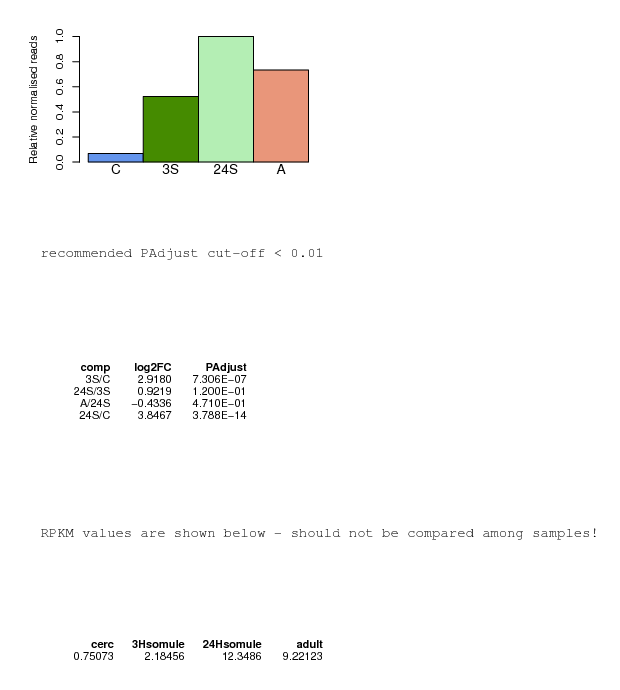 Relative normalised reads
1.0
0.8
0.6
0.4
0.2
0.0
C 3S 24S A
recommended PAdjust cut-off < 0.01
comp log2FC PAdjust
3S/C 2.9180 7.306E-07
24S/3S 0.9219 1.200E-01
A/24S -0.4336 4.710E-01
24S/C 3.8467 3.788E-14
RPKM values are shown below - should not be compared among samples!
cerc 3Hsomule 24Hsomule adult
0.75073 2.18456 12.3486 9.22123